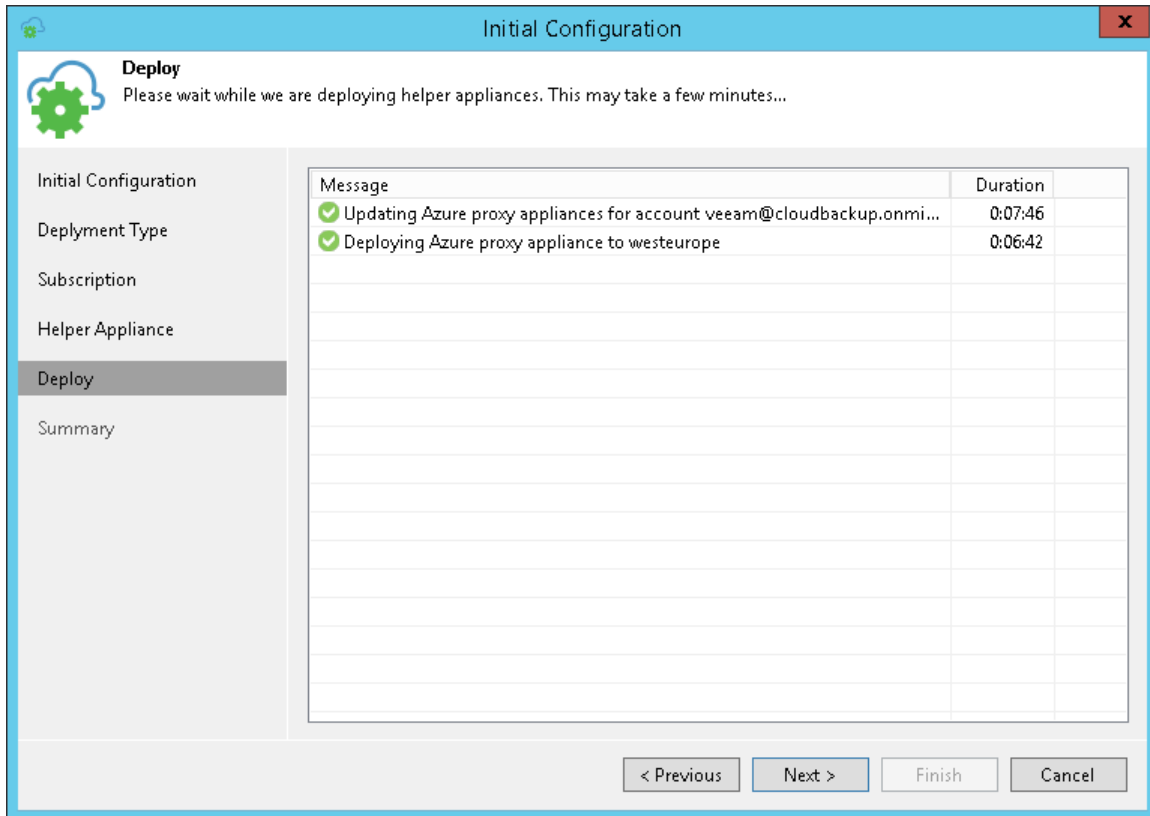 Initial Configuration
x
Deploy
Please wait while we are deploying helper appliances. This may take a few minutes...
Initial Configuration
Deplyment Type
Subscription
Helper Appliance
Deploy
Summary
Message Duration
Updating Azure proxy appliances for account veeam@cloudbackup.onmi... 0:07:46
Deploying Azure proxy appliance to westeurope 0:06:42
< Previous Next > Finish Cancel